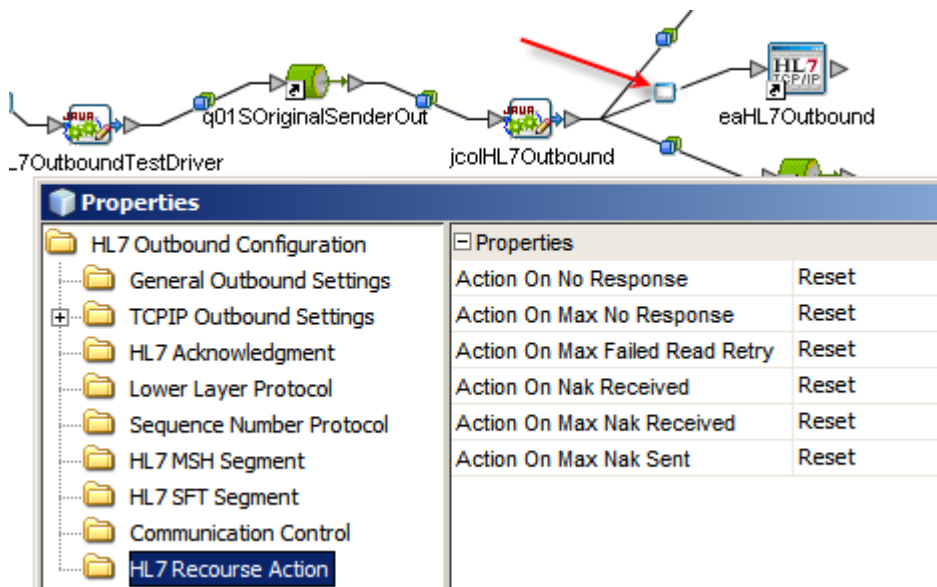 HL7
TCP/IP
q01SOriginalSenderOut
eaHL7Outbound
JAVA
JAVA
_7OutboundTestDriver
jcolHL7Outbound
Properties
HL7 Outbound Configuration
General Outbound Settings
TCPIP Outbound Settings
HL7 Acknowledgment
Lower Layer Protocol
Sequence Number Protocol
HL7 MSH Segment
HL7 SFT Segment
Communication Control
HL7 Recourse Action
Properties
Action On No Response Reset
Action On Max No Response Reset
Action On Max Failed Read Retry Reset
Action On Nak Received Reset
Action On Max Nak Received Reset
Action On Max Nak Sent Reset